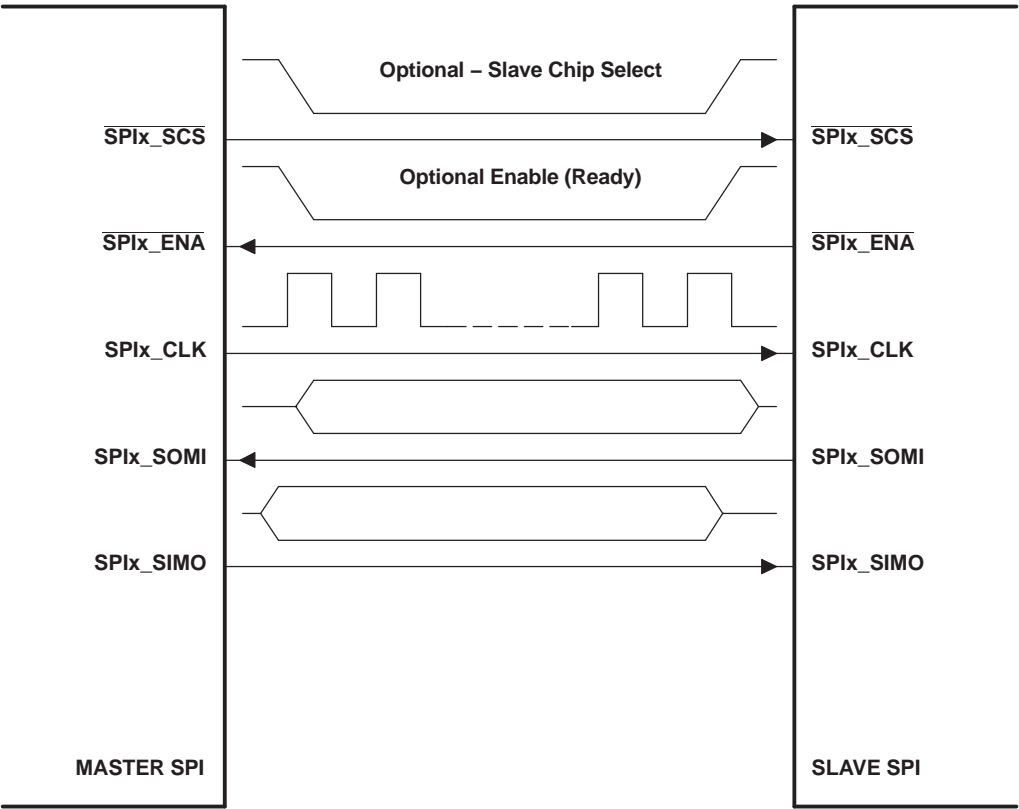 Optional – Slave Chip Select
SPIx_SCS SPIx_SCS
Optional Enable (Ready)
SPIx_ENA SPIx_ENA
SPIx_CLK SPIx_CLK
SPIx_SOMI SPIx_SOMI
SPIx_SIMO SPIx_SIMO
MASTER SPI SLAVE SPI